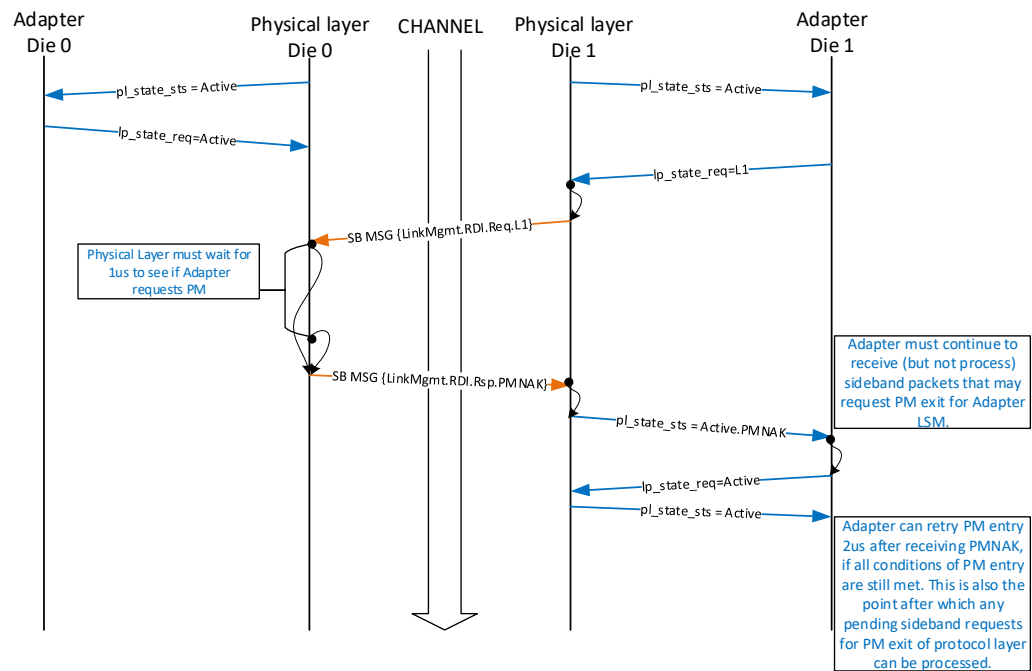 Adapter
Die 0
Physical layer
Die 0
CHANNEL
Physical layer
Die 1
Adapter
Die 1
pl_state_sts = Active
pl_state_sts = Active
lp_state_req=Active
lp_state_req=L1
SB MSG {LinkMgmt.RDI.Req.L1}
Physical Layer must wait for
1us to see if Adapter
requests PM
SB MSG {LinkMgmt.RDI.Rsp.PMNAK}
Adapter must continue to
receive (but not process)
sideband packets that may
request PM exit for Adapter
LSM.
pl_state_sts = Active.PMNAK
lp_state_req=Active
pl_state_sts = Active
Adapter can retry PM entry
2us after receiving PMNAK,
if all conditions of PM entry
are still met. This is also the
point after which any
pending sideband requests
for PM exit of protocol layer
can be processed.